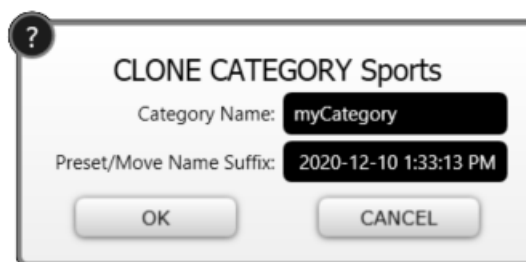 ?
CLONE CATEGORY Sports
Category Name: myCategory
Preset/Move Name Suffix: 2020-12-10 1:33:13 PM
OK CANCEL